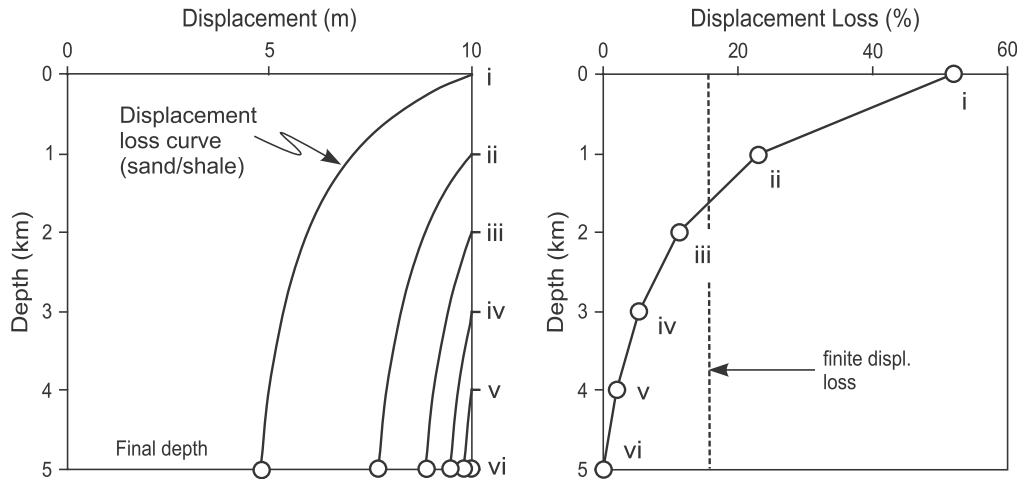 Displacement (m)
0 5 10
0
1
2
3
4
5
Depth (km)
Displacement
loss curve
(sand/shale)
Final depth
i
ii
iii
iv
v
vi
Displacement Loss (%)
0 20 40 60
0
1
2
3
4
5
Depth (km)
i
ii
iii
iv
v
vi
finite displ.
loss